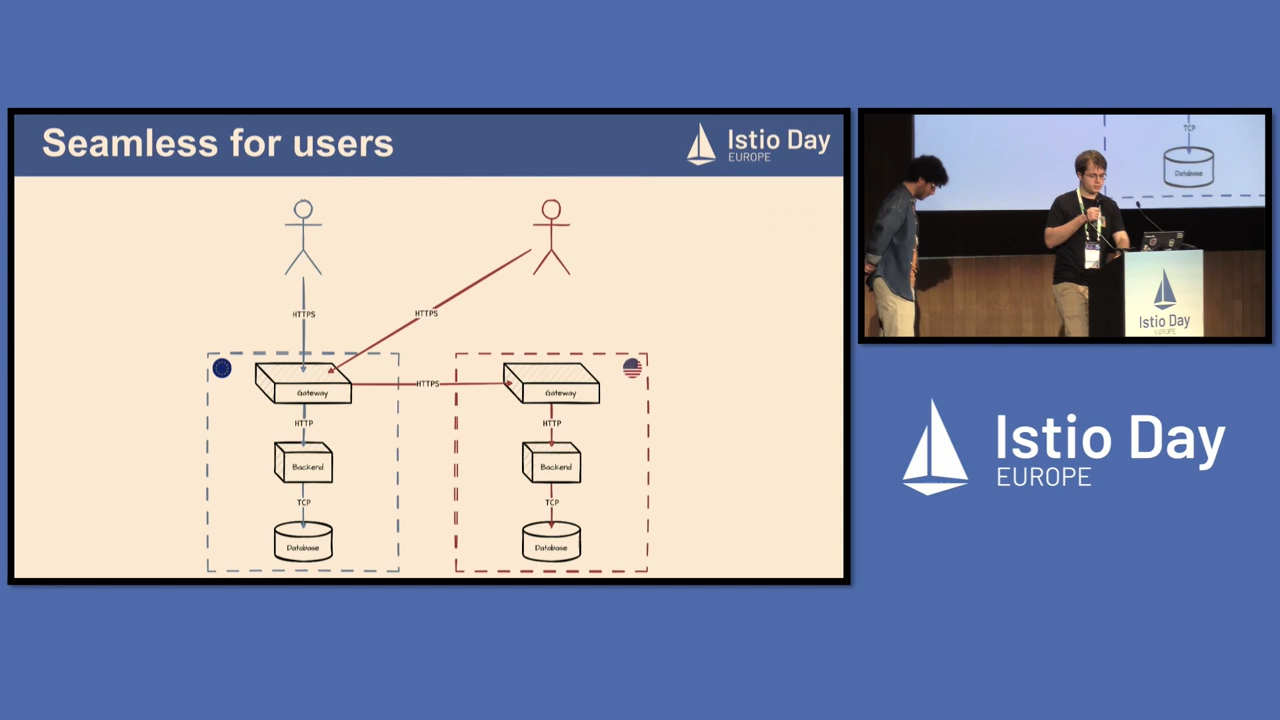 Seamless for users
Istio Day
EUROPE
HTTPS
HTTPS
Gateway
HTTPS
Gateway
HTTP
HTTP
Backend
Backend
TCP
TCP
Database
Database
TCP
Database
Istio Day
EUROPE
Istio Day
EUROPE